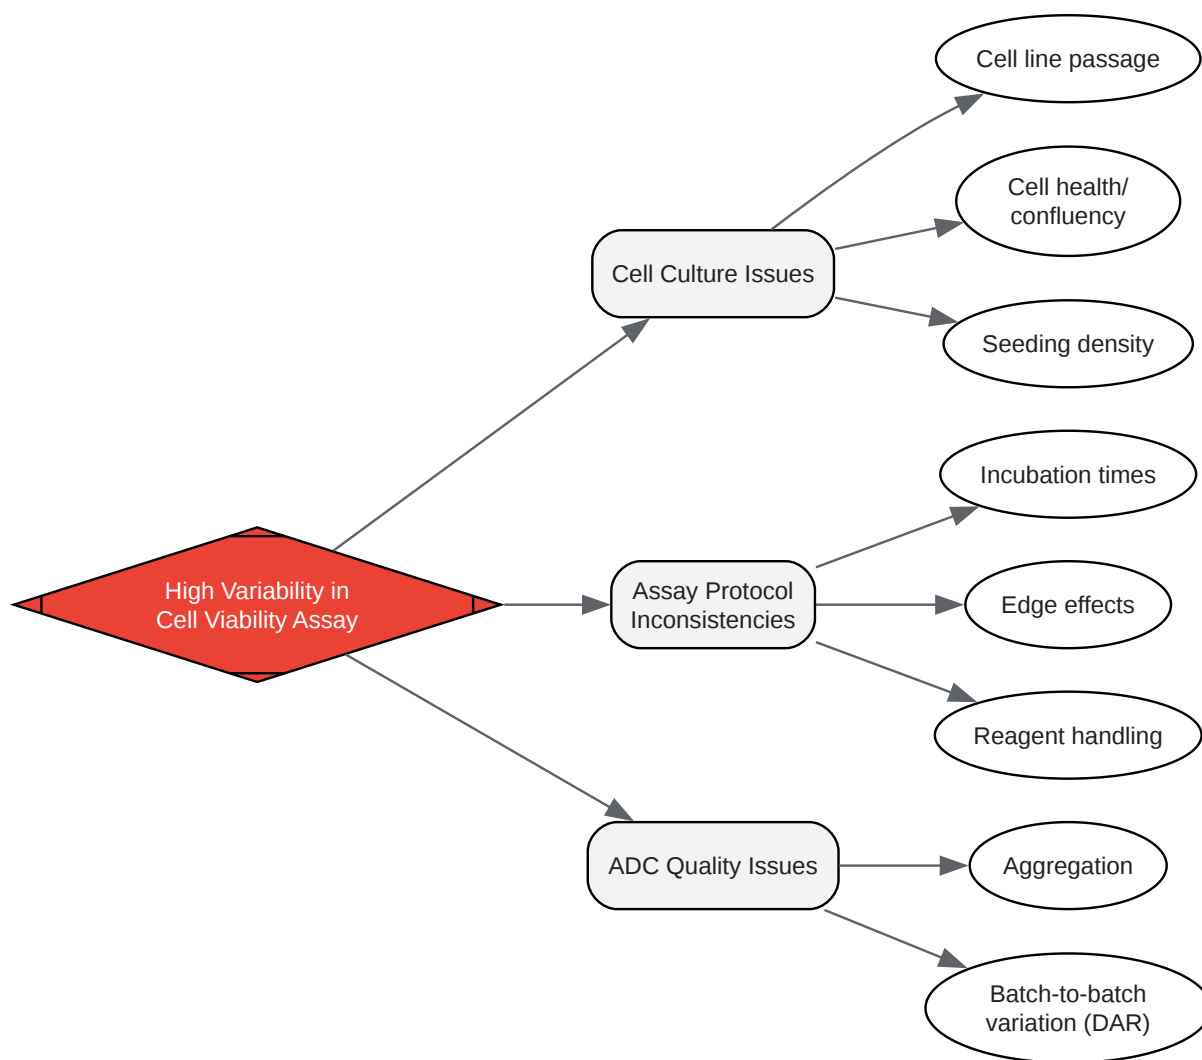 Cell line passage
Cell health/
confluency
Cell Culture Issues
Seeding density
Incubation times
High Variability in
Cell Viability Assay
Assay Protocol
Inconsistencies
Edge effects
Reagent handling
ADC Quality Issues
Aggregation
Batch-to-batch
variation (DAR)